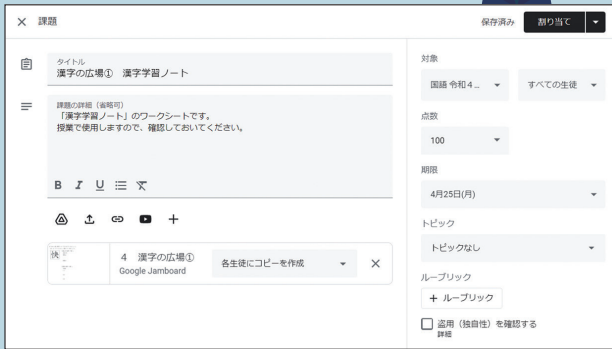 課題
保存済み
割り当て
タイトル
漢字の広場① 漢字学習ノート
課題の詳細（省略可）
「漢字学習ノート」のワークシートです。
授業で使用しますので、確認しておいてください。
B I U
快
4 漢字の広場①
Google Jamboard
各生徒にコピーを作成
対象
国語 令和4...
すべての生徒
点数
100
期限
4月25日(月)
トピック
トピックなし
ルーブリック
+ ルーブリック
盗用（独自性）を確認する
詳細